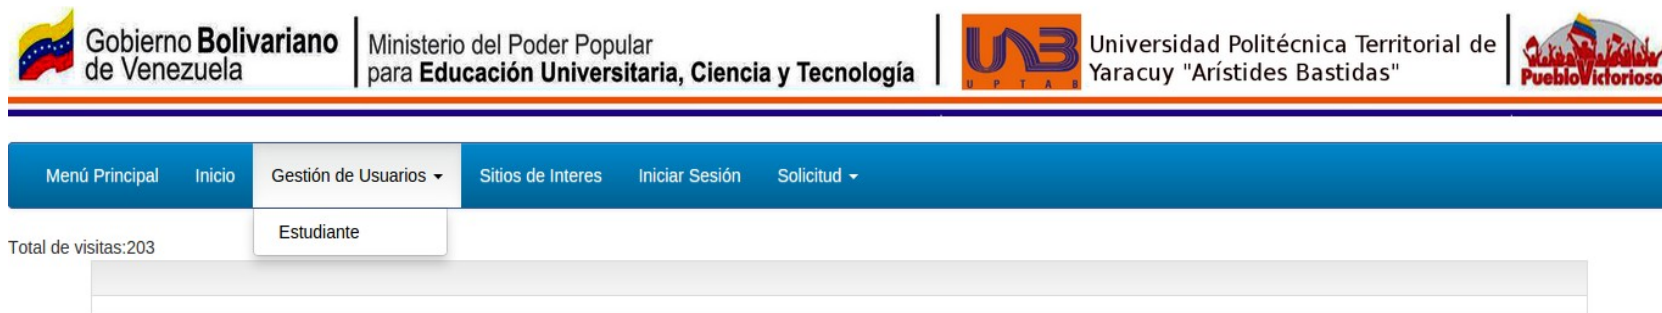 Gobierno Bolivariano
de Venezuela
Ministerio del Poder Popular
para Educación Universitaria, Ciencia y Tecnología
UPTAB
Universidad Politécnica Territorial de
Yaracuy "Arístides Bastidas"
PuebloVictorioso
Menú Principal Inicio Gestión de Usuarios Sitios de Interes Iniciar Sesión Solicitud
Estudiante
Total de visitas:203